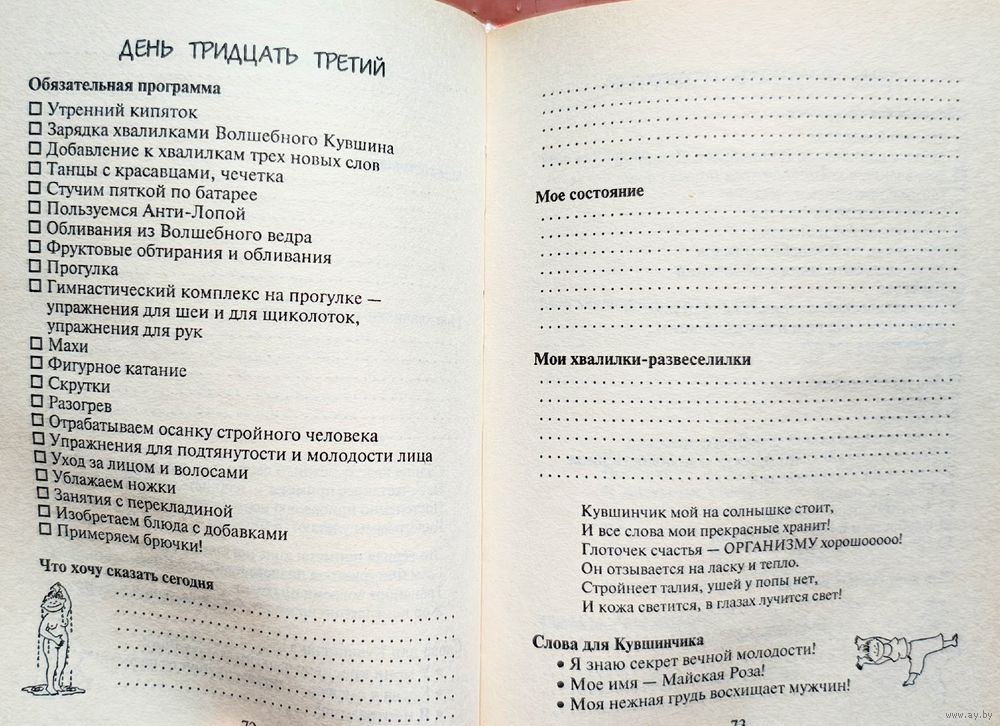 ДЕНЬ ТРИДЦАТЬ ТРЕТИЙ
Обязательная программа
Утренний кипяток
Зарядка хвалилками Волшебного Кувшина
Добавление к хвалилкам трех новых слов
Танцы с красавцами, чечетка
Стучим пяткой по батарее
Пользуемся Анти-Лопой
Обливания из Волшебного ведра
Фруктовые обтирания и обливания
Прогулка
Гимнастический комплекс на прогулке —
упражнения для шеи и для щиколоток,
упражнения для рук
Махи
Фигурное катание
Скрутки
Разогрев
Отрабатываем осанку стройного человека
Упражнения для подтянутости и молодости лица
Уход за лицом и волосами
Ублажаем ножки
Занятия с перекладиной
Изобретаем блюда с добавками
Примеряем брючки!
Что хочу сказать сегодня
Мое состояние
Мои хвалилки-развеселилки
Кувшинчик мой на солнышке стоит,
И все слова мои прекрасные хранит!
Глоточек счастья — ОРГАНИЗМУ хорошооооо!
Он отзывается на ласку и тепло.
Стройнеет талия, ушей у попы нет,
И кожа светится, в глазах лучится свет!
Слова для Кувшинчика
• Я знаю секрет вечной молодости!
• Мое имя — Майская Роза!
• Моя нежная грудь восхищает мужчин!
73
www.ay.by